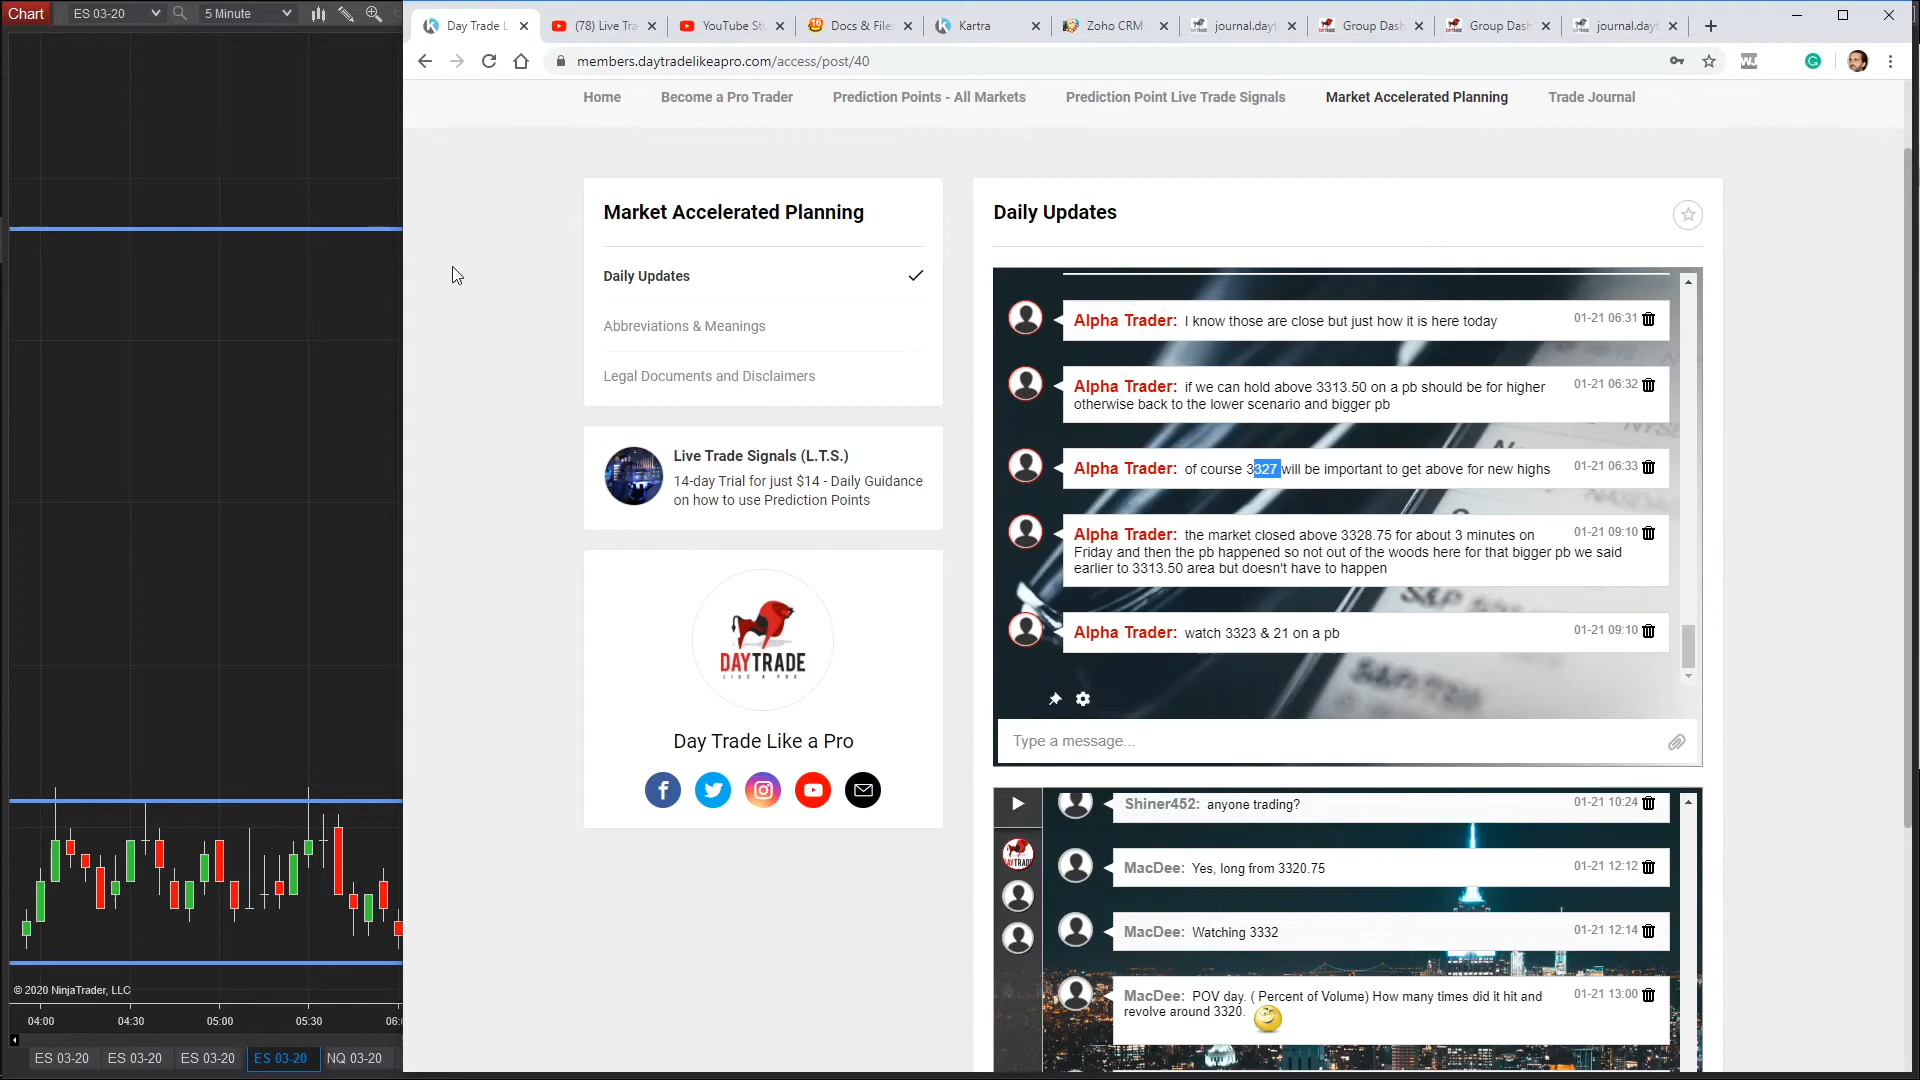 Chart
ES 03-20
5 Minute
Day Trade L
(78) Live Tra
YouTube St
Docs & File
Kartra
Zoho CRM
journal.dayt
Group Dash
Group Dash
journal.dayt
members.daytradelikeapro.com/access/post/40
Home
Become a Pro Trader
Prediction Points - All Markets
Prediction Point Live Trade Signals
Market Accelerated Planning
Trade Journal
Market Accelerated Planning
Daily Updates
Abbreviations & Meanings
Legal Documents and Disclaimers
Live Trade Signals (L.T.S.)
14-day Trial for just $14 - Daily Guidance
on how to use Prediction Points
DAYTRADE
LIKE A PRO
Day Trade Like a Pro
Daily Updates
Alpha Trader: I know those are close but just how it is here today 01-21 06:31
Alpha Trader: if we can hold above 3313.50 on a pb should be for higher 01-21 06:32
otherwise back to the lower scenario and bigger pb
Alpha Trader: of course 3327 will be important to get above for new highs 01-21 06:33
Alpha Trader: the market closed above 3328.75 for about 3 minutes on 01-21 09:10
Friday and then the pb happened so not out of the woods here for that bigger pb we said
earlier to 3313.50 area but doesn't have to happen
Alpha Trader: watch 3323 & 21 on a pb 01-21 09:10
Type a message...
Shiner452: anyone trading? 01-21 10:24
MacDee: Yes, long from 3320.75 01-21 12:12
MacDee: Watching 3332 01-21 12:14
MacDee: POV day. ( Percent of Volume) How many times did it hit and 01-21 13:00
revolve around 3320.
© 2020 NinjaTrader, LLC
04:00 04:30 05:00 05:30 06:
ES 03-20 ES 03-20 ES 03-20 ES 03-20 NQ 03-20